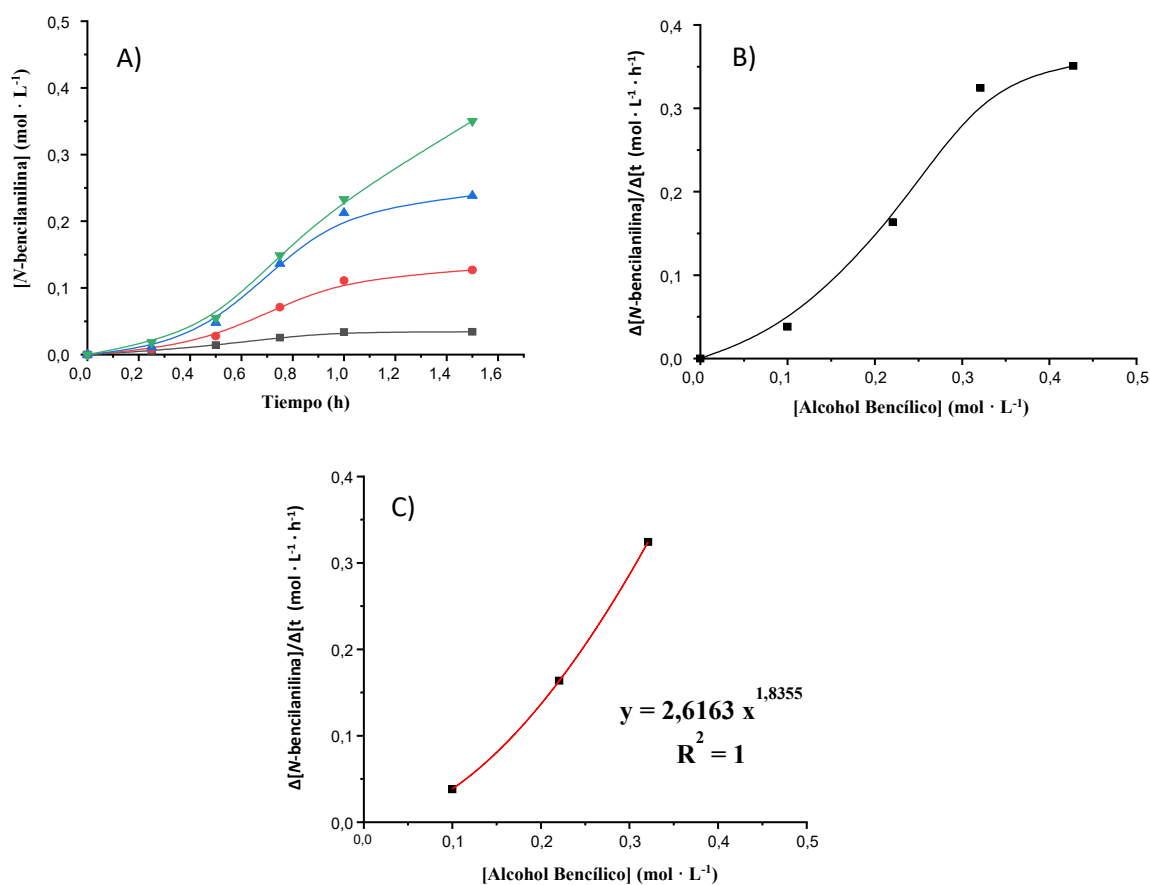 A)
[N-bencilanilina] (mol · L-1)
0,5
0,4
0,3
0,2
0,1
0,0
0,0 0,2 0,4 0,6 0,8 1,0 1,2 1,4 1,6
Tiempo (h)
B)
Δ[N-bencilanilina]/Δ[t (mol· L-1 · h-1)
0,4
0,3
0,2
0,1
0,0
0,0 0,1 0,2 0,3 0,4 0,5
[Alcohol Bencílico] (mol · L-1)
C)
Δ[N-bencilanilina]/Δ[t (mol· L-1 · h-1)
0,4
0,3
0,2
0,1
0,0
y = 2,6163 x1,8355
R2 = 1
0,0 0,1 0,2 0,3 0,4 0,5
[Alcohol Bencílico] (mol · L-1)